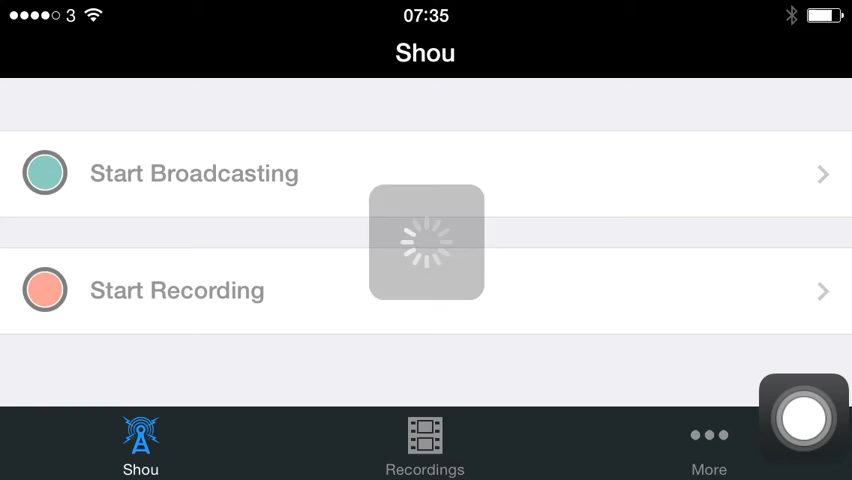 3 07:35
Shou
Start Broadcasting
Start Recording
Shou Recordings More